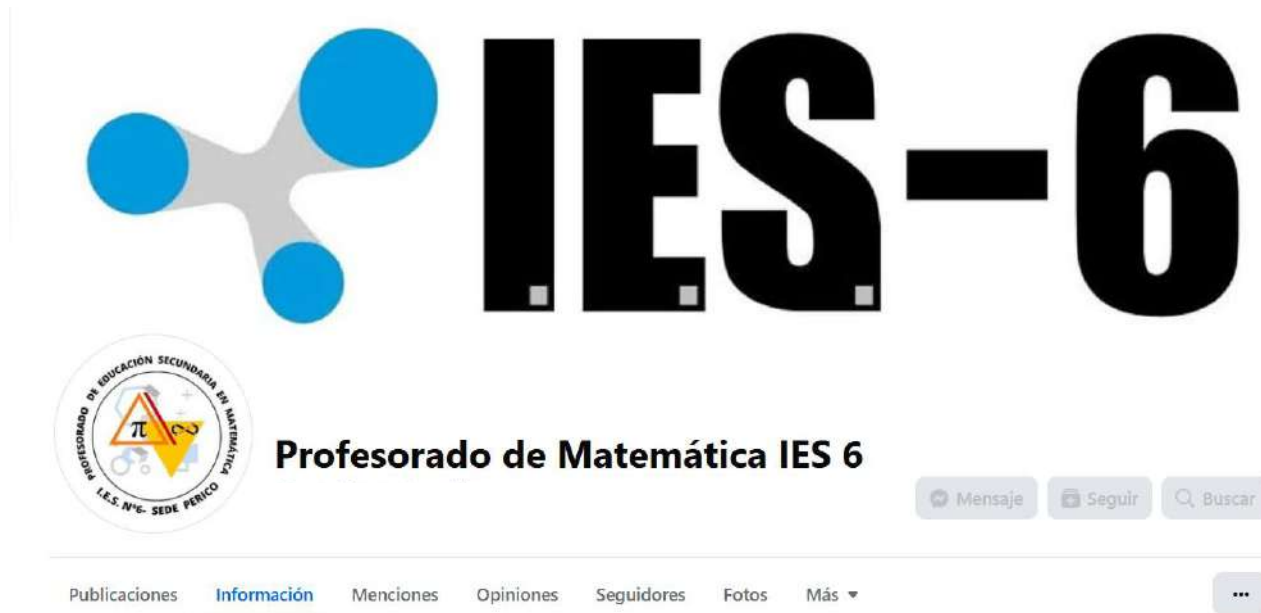 IES-6
PROFESORADO DE EDUCACIÓN SECUNDARIA EN MATEMÁTICA
I.E.S. N°6- SEDE PERICO
π
∞
Profesorado de Matemática IES 6
Mensaje Seguir Buscar
Publicaciones Información Menciones Opiniones Seguidores Fotos Más